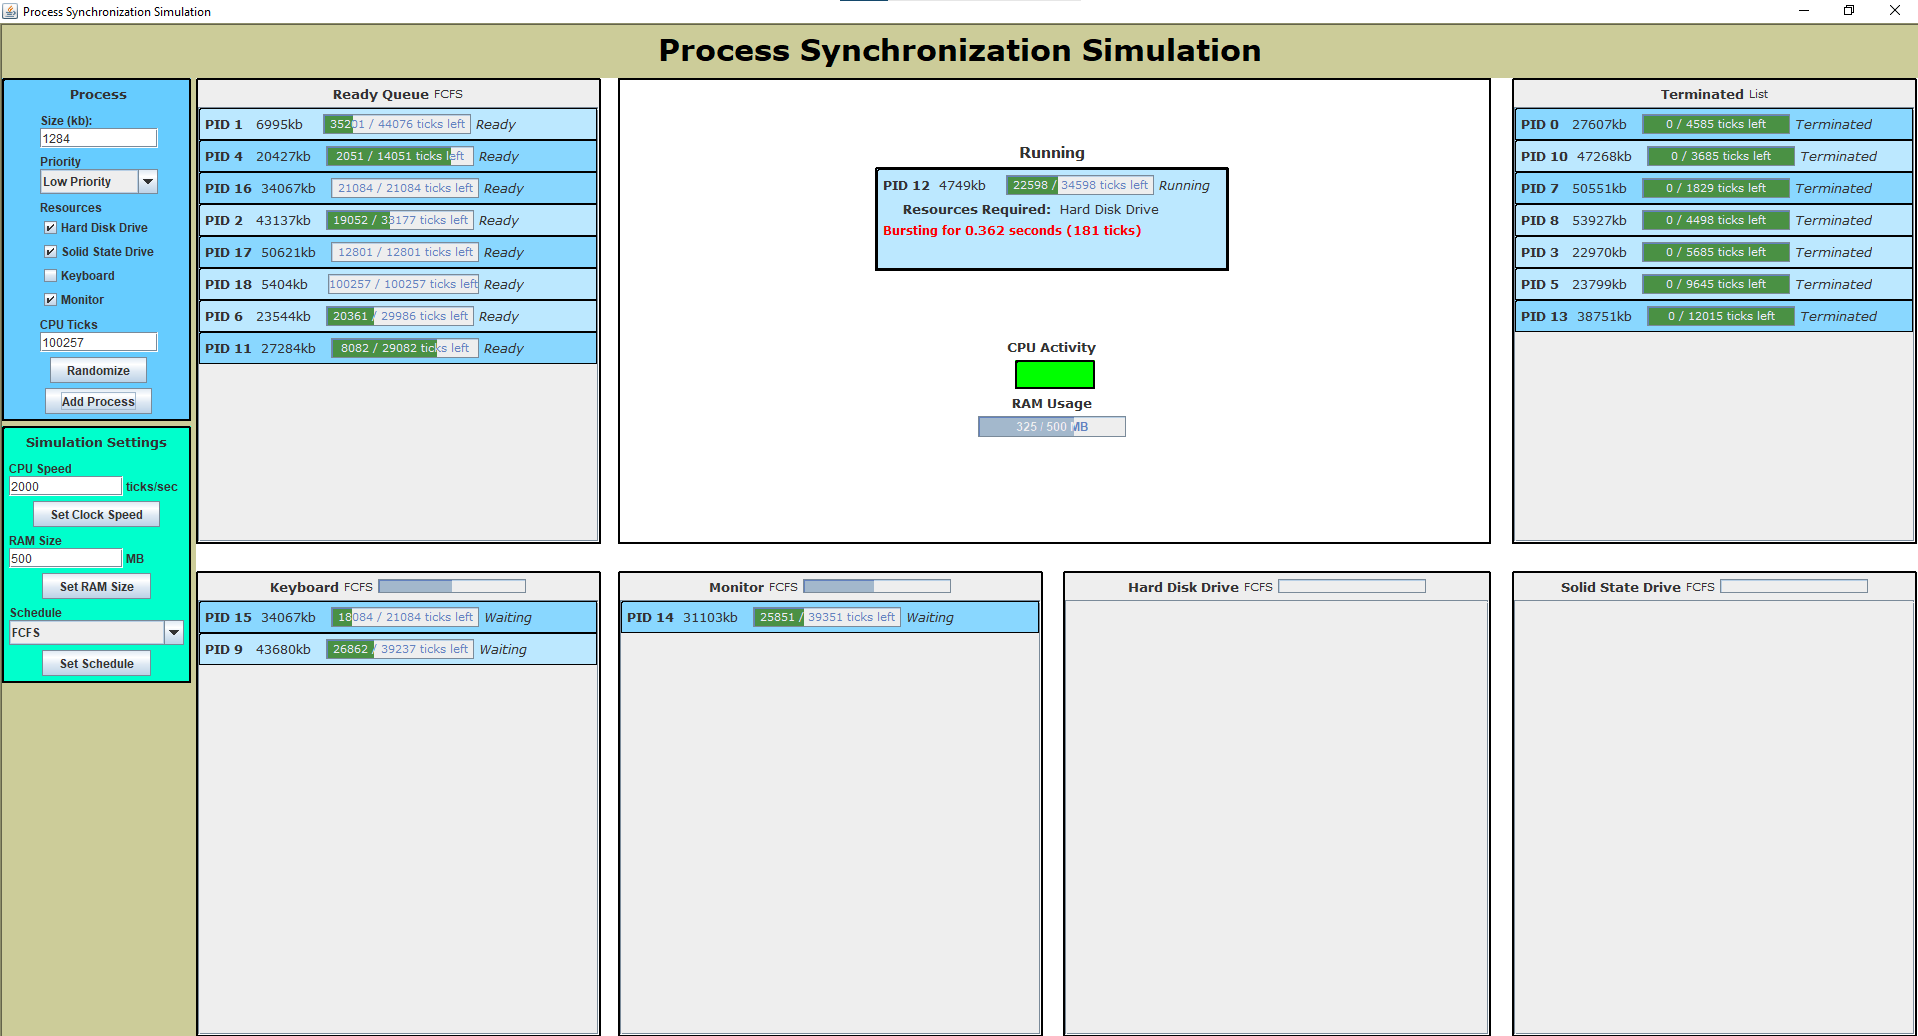 Process Synchronization Simulation
Process Synchronization Simulation
Process
Size (kb):
1284
Priority
Low Priority
Resources
Hard Disk Drive
Solid State Drive
Keyboard
Monitor
CPU Ticks
100257
Randomize
Add Process
Simulation Settings
CPU Speed
2000 ticks/sec
Set Clock Speed
RAM Size
500 MB
Set RAM Size
Schedule
FCFS
Set Schedule
Ready Queue FCFS
PID 1 6995kb 35201 / 44076 ticks left Ready
PID 4 20427kb 2051 / 14051 ticks left Ready
PID 16 34067kb 21084 / 21084 ticks left Ready
PID 2 43137kb 19052 / 33177 ticks left Ready
PID 17 50621kb 12801 / 12801 ticks left Ready
PID 18 5404kb 100257 / 100257 ticks left Ready
PID 6 23544kb 20361 / 29986 ticks left Ready
PID 11 27284kb 8082 / 29082 ticks left Ready
Running
PID 12 4749kb 22598 / 34598 ticks left Running
Resources Required: Hard Disk Drive
Bursting for 0.362 seconds (181 ticks)
CPU Activity
RAM Usage
325 / 500 MB
Terminated List
PID 0 27607kb 0 / 4585 ticks left Terminated
PID 10 47268kb 0 / 3685 ticks left Terminated
PID 7 50551kb 0 / 1829 ticks left Terminated
PID 8 53927kb 0 / 4498 ticks left Terminated
PID 3 22970kb 0 / 5685 ticks left Terminated
PID 5 23799kb 0 / 9645 ticks left Terminated
PID 13 38751kb 0 / 12015 ticks left Terminated
Keyboard FCFS
PID 15 34067kb 18084 / 21084 ticks left Waiting
PID 9 43680kb 26862 / 39237 ticks left Waiting
Monitor FCFS
PID 14 31103kb 25851 / 39351 ticks left Waiting
Hard Disk Drive FCFS
Solid State Drive FCFS